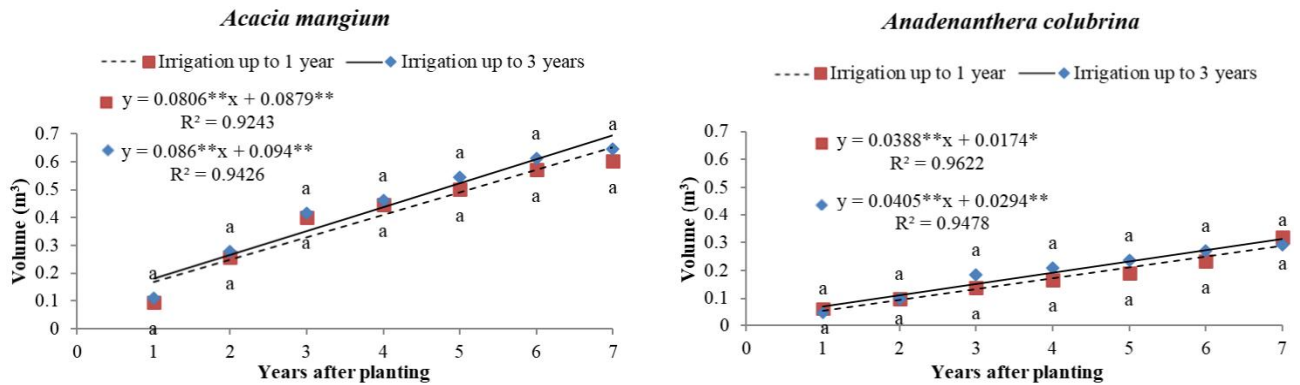 Acacia mangium
Irrigation up to 1 year Irrigation up to 3 years
y = 0.0806**x + 0.0879**
R² = 0.9243
y = 0.086**x + 0.094**
R² = 0.9426
Volume (m³)
0.7
0.6
0.5
0.4
0.3
0.2
0.1
0
a a a a a a a
a a a a a a a
0 1 2 3 4 5 6 7
Years after planting
Anadenanthera colubrina
Irrigation up to 1 year Irrigation up to 3 years
y = 0.0388**x + 0.0174*
R² = 0.9622
y = 0.0405**x + 0.0294**
R² = 0.9478
Volume (m³)
0.7
0.6
0.5
0.4
0.3
0.2
0.1
0
a a a a a a a
a a a a a a a
0 1 2 3 4 5 6 7
Years after planting